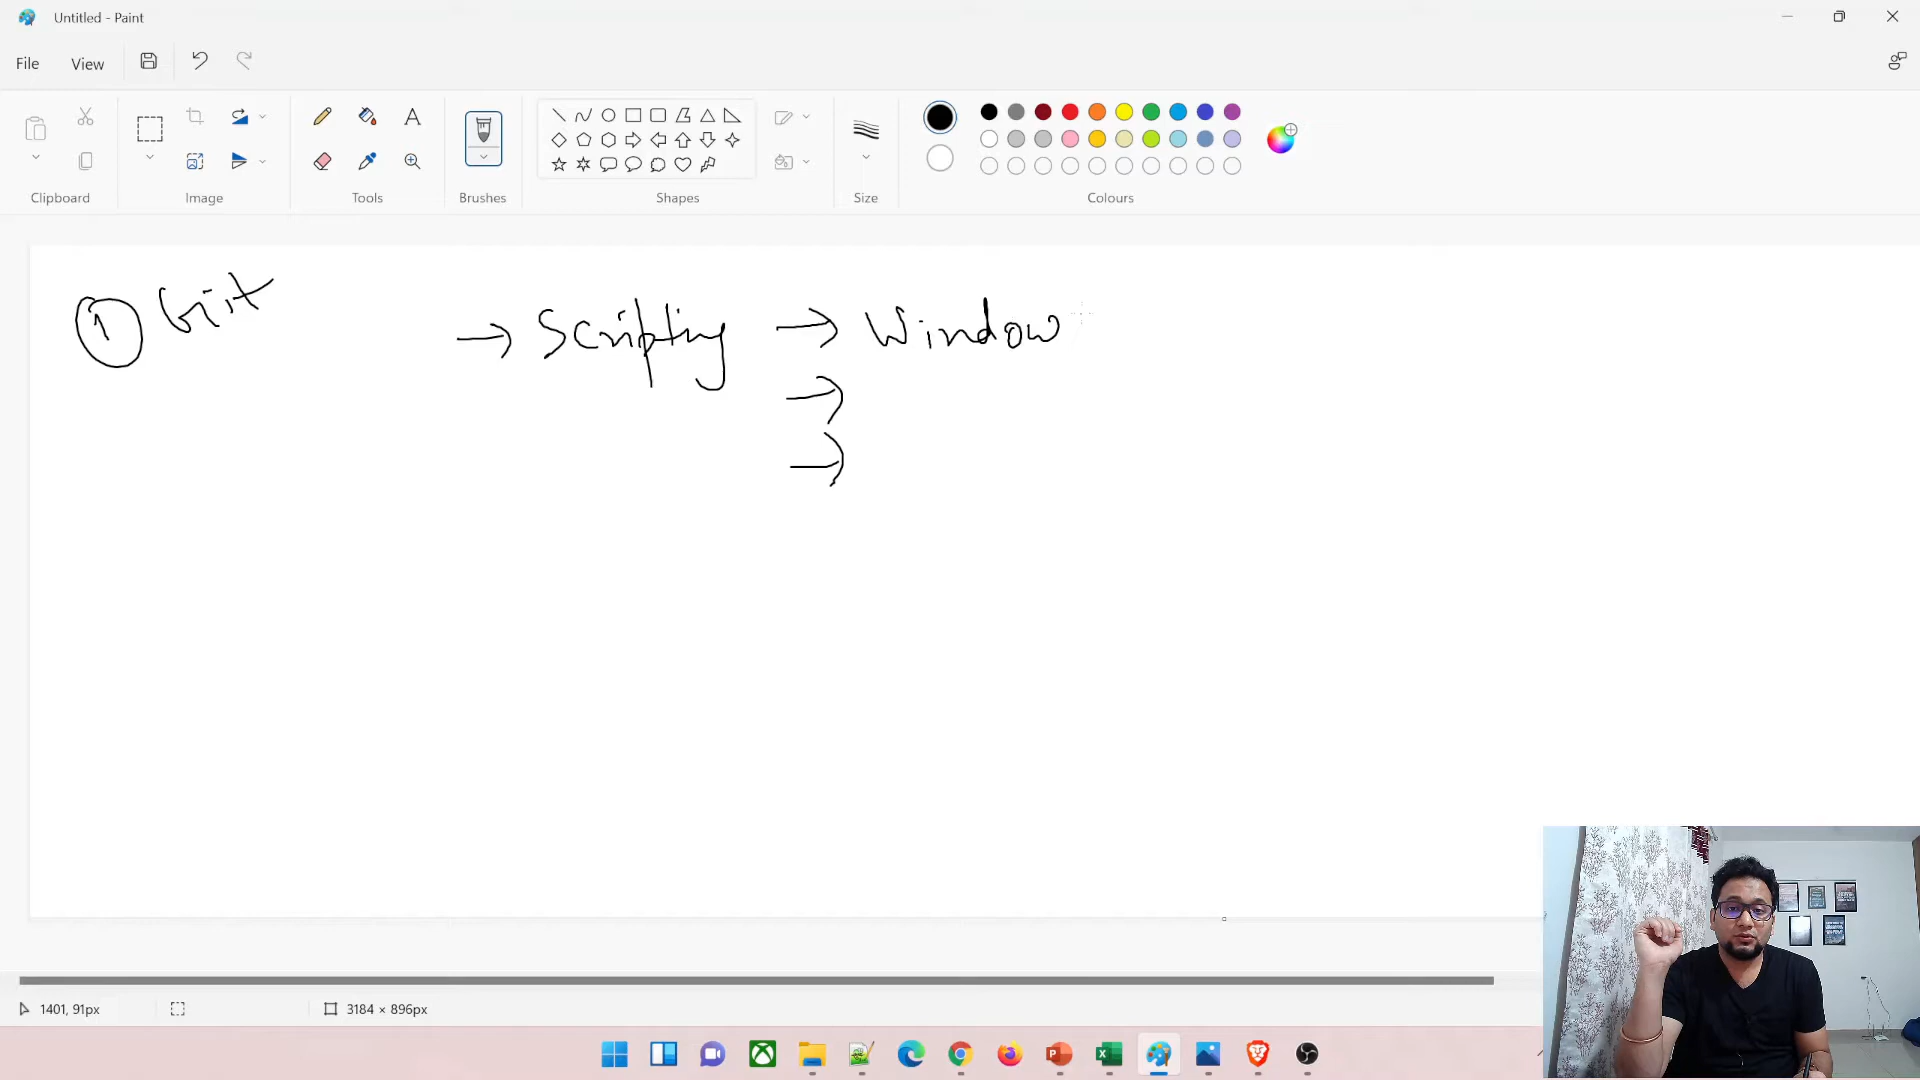 Untitled - Paint
File View
Clipboard Image Tools Brushes Shapes Size Colours
① Git
→ Scripting → Window
→
→
1401, 91px 3184 × 896px